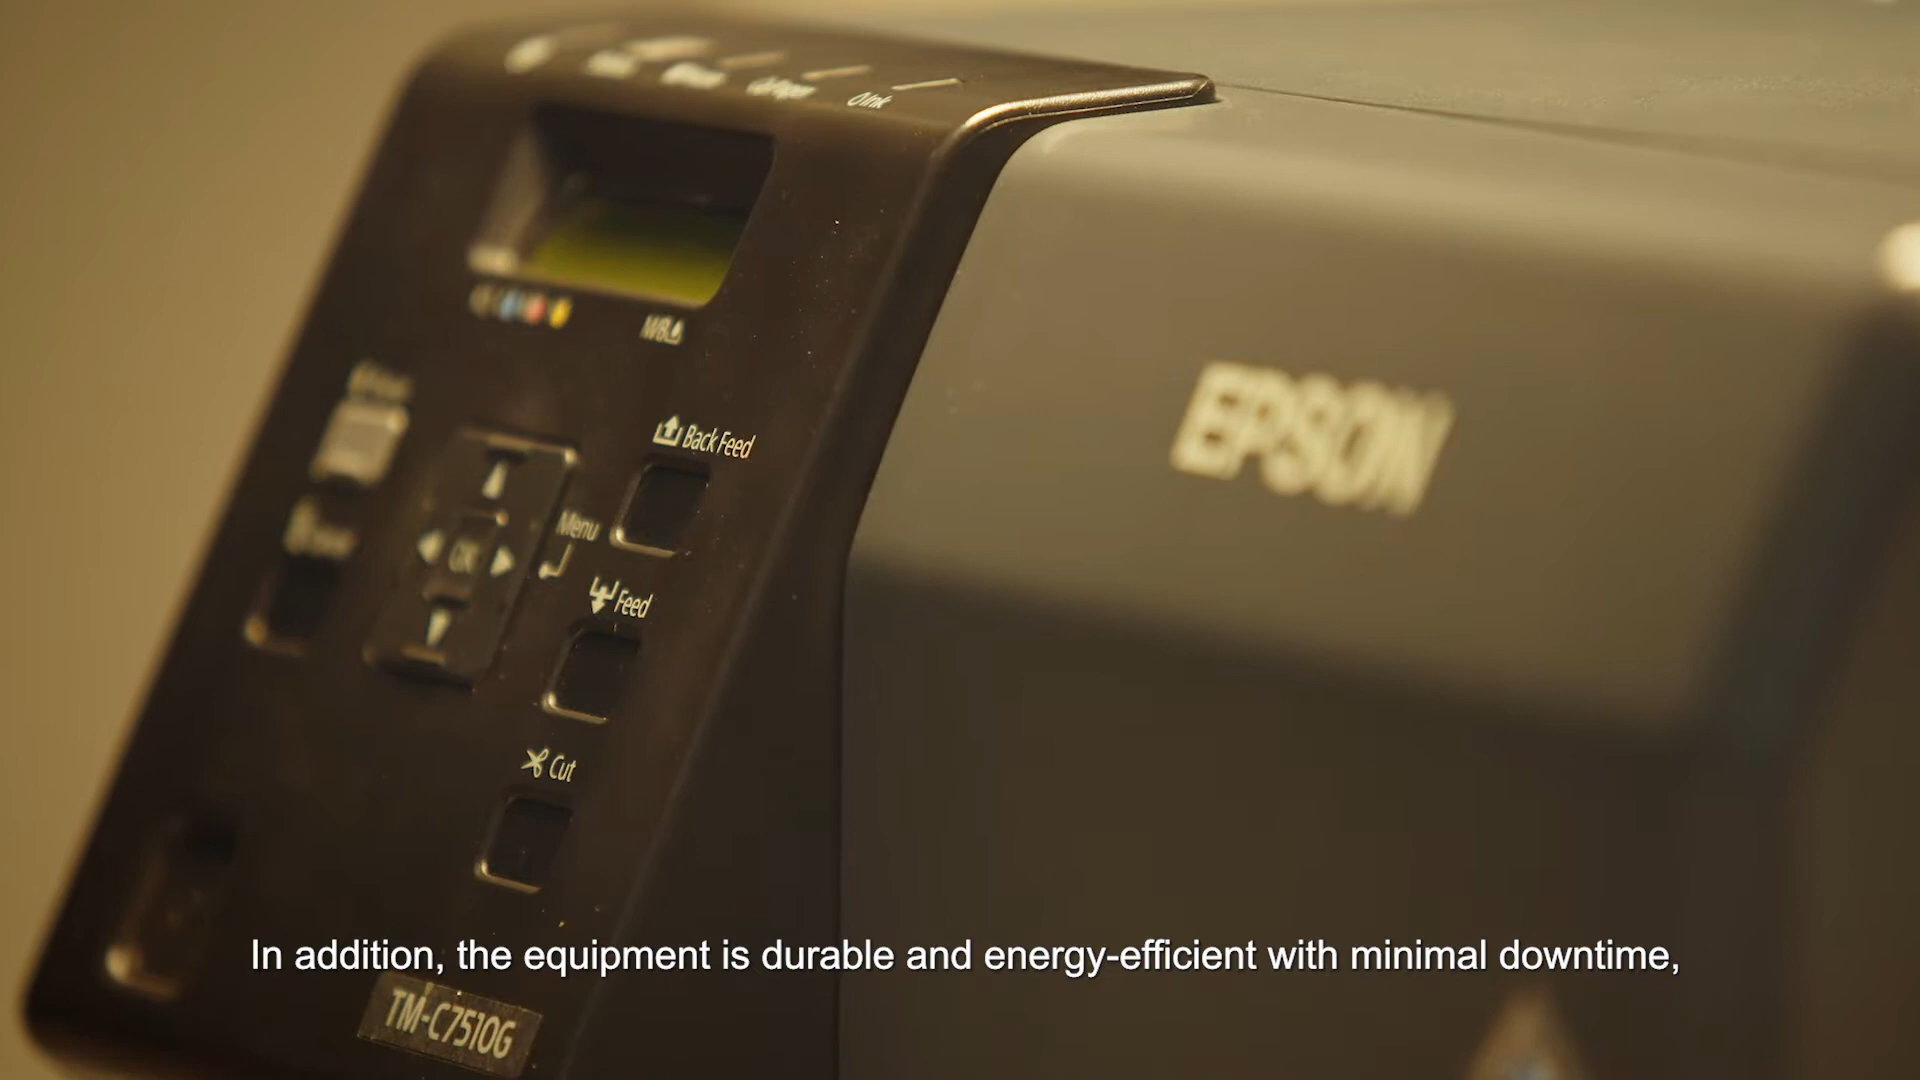 Ink
EPSON
Back Feed
Menu
OK
Feed
Cut
In addition, the equipment is durable and energy-efficient with minimal downtime,
TM-C7510G